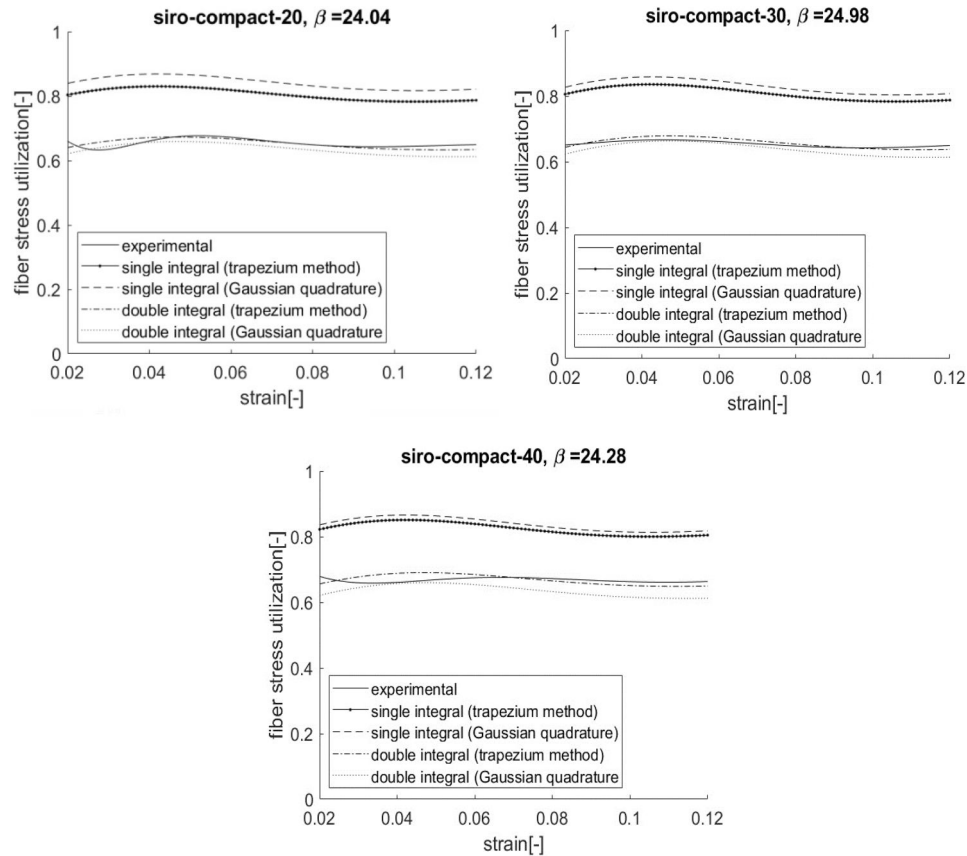 siro-compact-20, β =24.04
fiber stress utilization[-]
1
0.8
0.6
0.4
0.2
0
experimental
single integral (trapezium method)
single integral (Gaussian quadrature)
double integral (trapezium method)
double integral (Gaussian quadrature
0.02 0.04 0.06 0.08 0.1 0.12
strain[-]
siro-compact-30, β =24.98
fiber stress utilization[-]
1
0.8
0.6
0.4
0.2
0
experimental
single integral (trapezium method)
single integral (Gaussian quadrature)
double integral (trapezium method)
double integral (Gaussian quadrature
0.02 0.04 0.06 0.08 0.1 0.12
strain[-]
siro-compact-40, β =24.28
fiber stress utilization[-]
1
0.8
0.6
0.4
0.2
0
experimental
single integral (trapezium method)
single integral (Gaussian quadrature)
double integral (trapezium method)
double integral (Gaussian quadrature
0.02 0.04 0.06 0.08 0.1 0.12
strain[-]